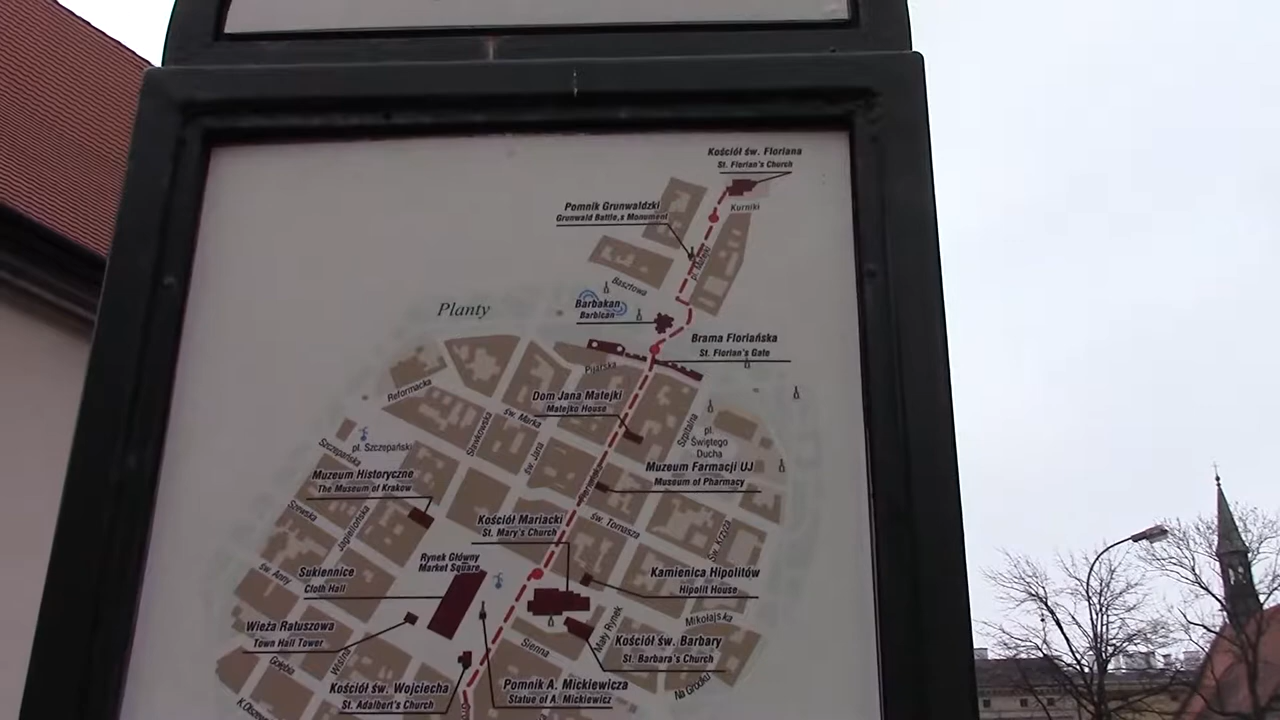 Kościół św. Floriana
St. Florian's Church
Kurniki
Pomnik Grunwaldzki
Grunwald Battle,s Monument
pl. Matejki
Basztowa
Planty
Barbakan
Barbican
Brama Floriańska
St. Florian's Gate
Pijarska
Reformacka
Dom Jana Matejki
Matejko House
św. Marka
Sławkowska
Szpitalna
pl.
Świętego
Ducha
Szczepańska
pl. Szczepański
św. Jana
Muzeum Farmacji UJ
Museum of Pharmacy
Muzeum Historyczne
The Museum of Krakow
Floriańska
Szewska
Jagiellońska
Kościół Mariacki
St. Mary's Church
św. Tomasza
św. Krzyża
Rynek Główny
Market Square
św. Anny
Sukiennice
Cloth Hall
Kamienica Hipolitów
Hipolit House
Mikołajska
Mały Rynek
Wieża Ratuszowa
Town Hall Tower
Sienna
Kościół św. Barbary
St. Barbara's Church
Gołębia
Wiślna
Na Gródku
Kościół św. Wojciecha
St. Adalbert's Church
Pomnik A. Mickiewicza
Statue of A. Mickiewicz